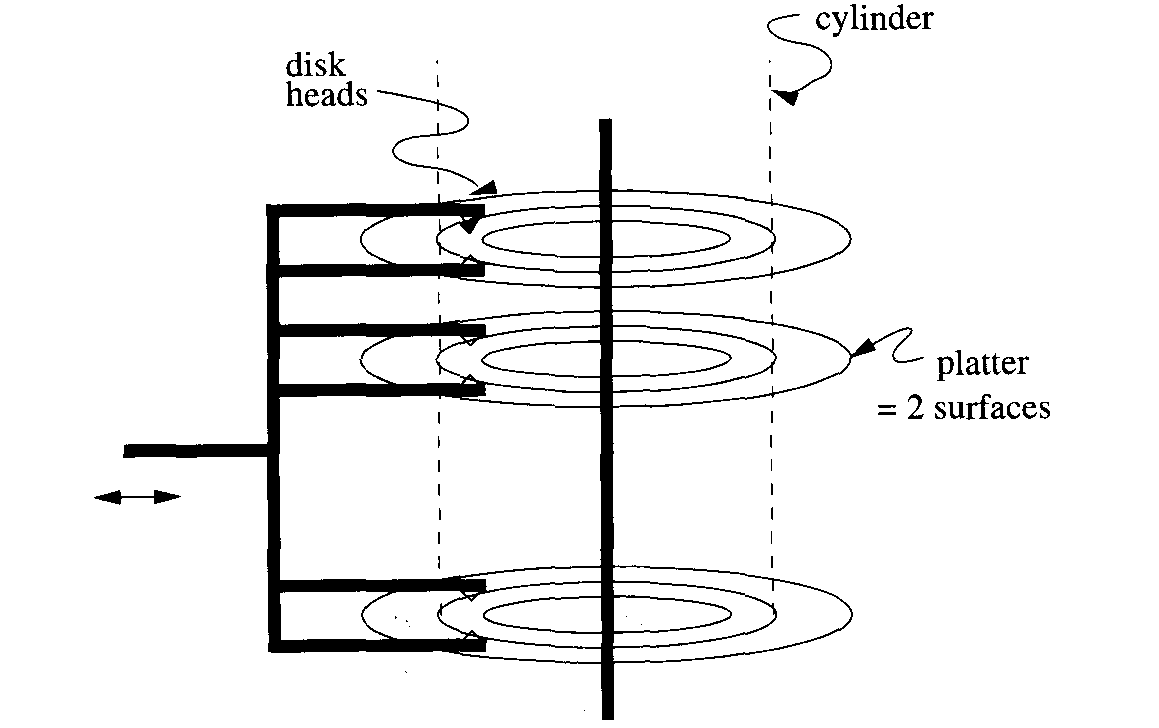 cylinder
disk
heads
platter
= 2 surfaces